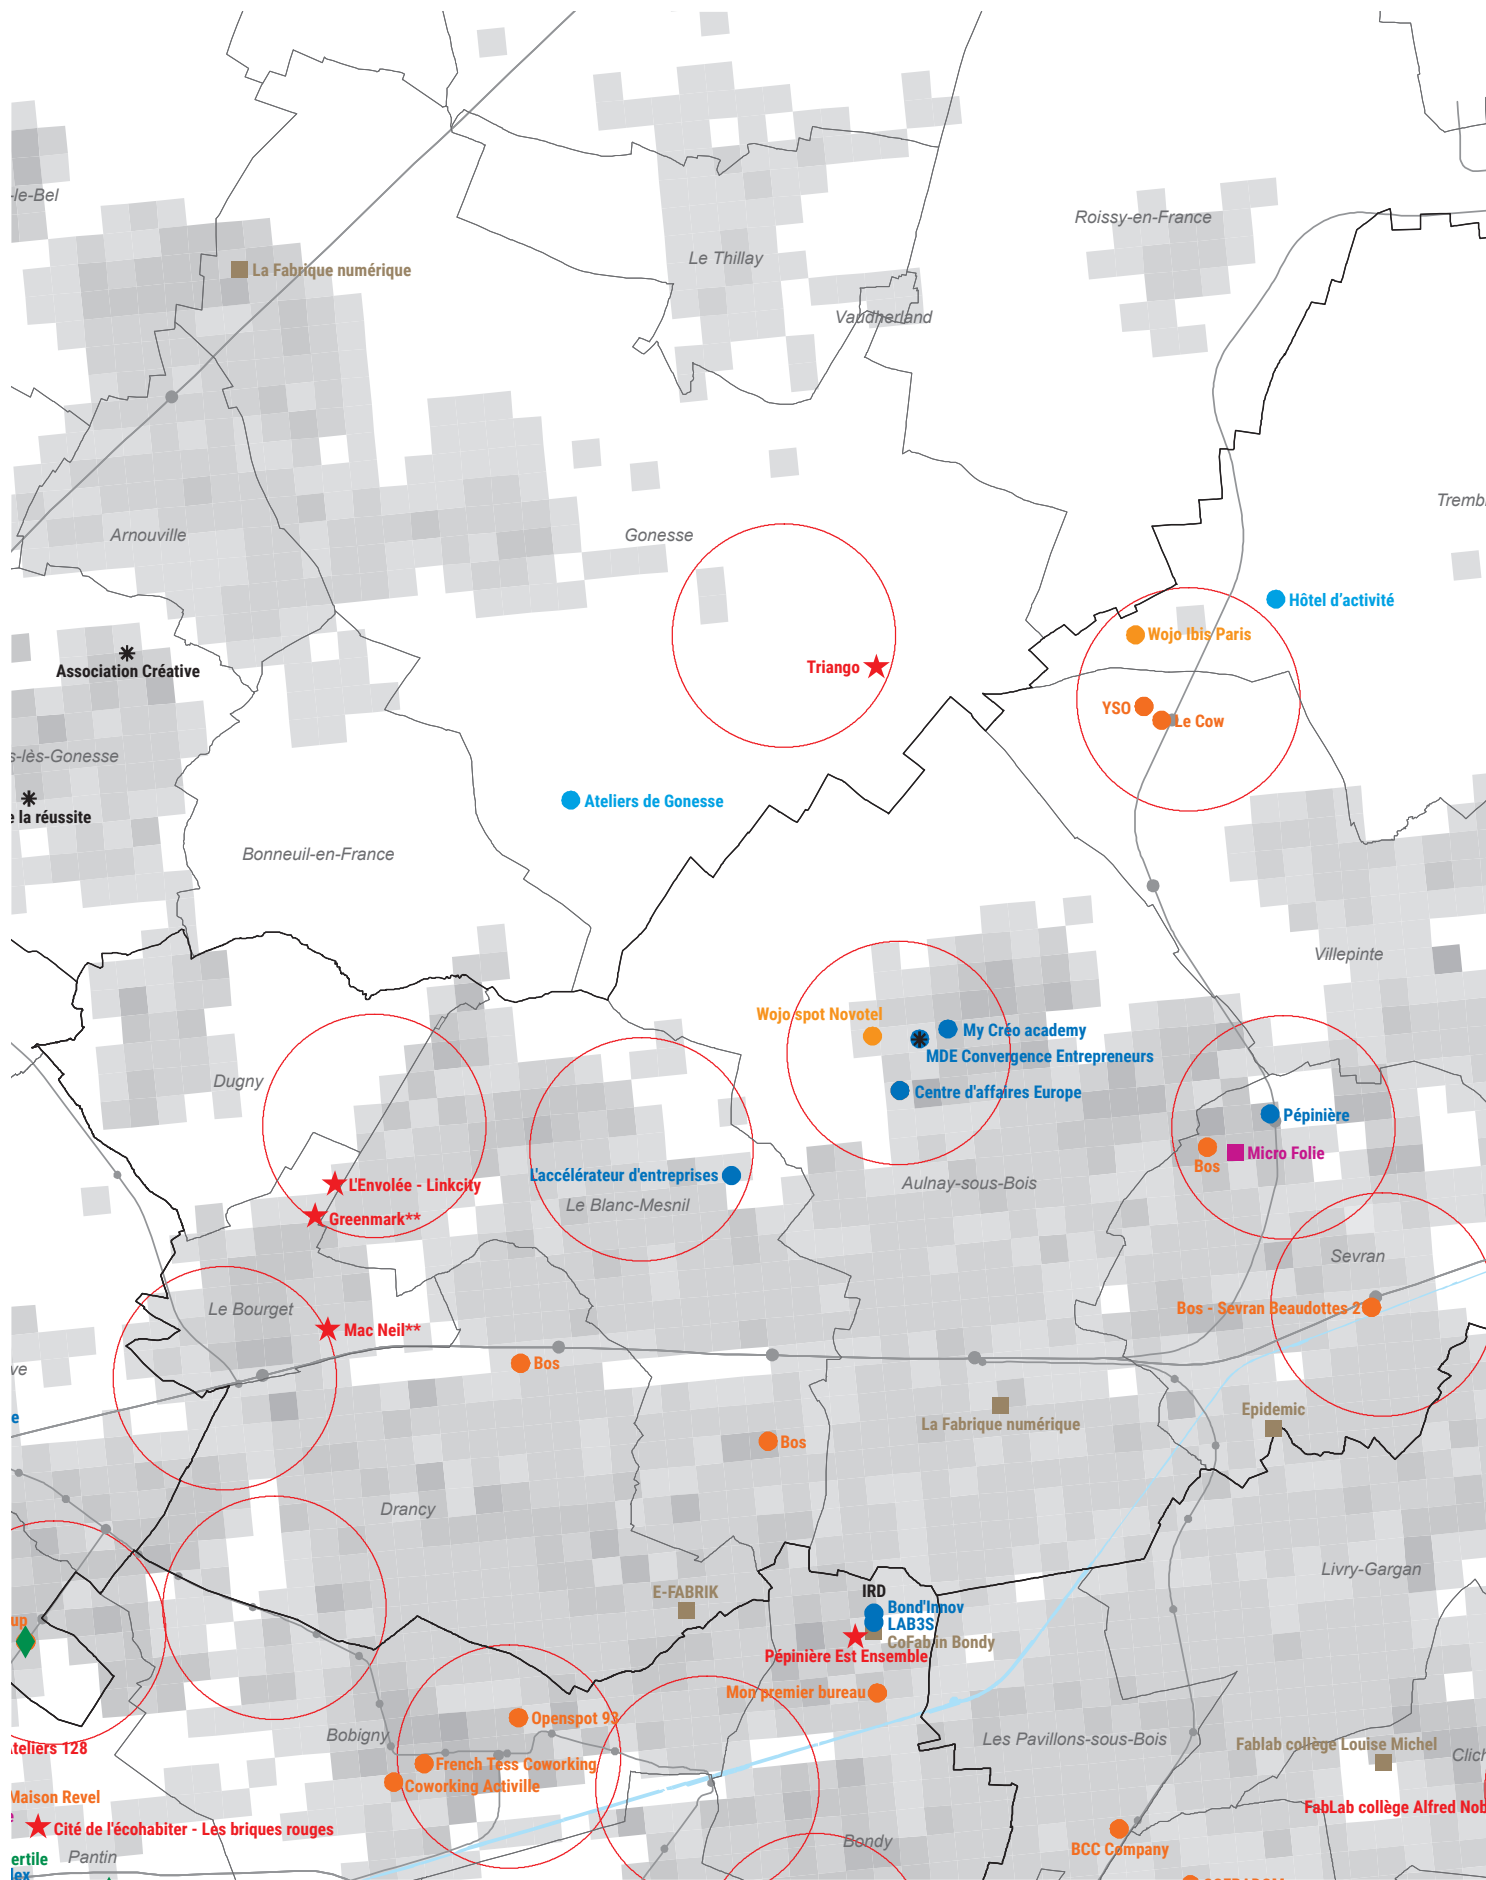 -le-Bel
Roissy-en-France
Le Thillay
La Fabrique numérique
Vaudherland
Arnouville
Gonesse
Hôtel d'activité
Wojo Ibis Paris
Association Créative
Triango
YSO
Le Cow
s-lès-Gonesse
Ateliers de Gonesse
e la réussite
Bonneuil-en-France
Villepinte
Wojo spot Novotel
My Créo academy
MDE Convergence Entrepreneurs
Dugny
Centre d'affaires Europe
Pépinière
Micro Folie
Bos
L'accélérateur d'entreprises
L'Envolée - Linkcity
Aulnay-sous-Bois
Le Blanc-Mesnil
Greenmark**
Sevran
Le Bourget
Bos - Sevran Beaudottes 2
Mac Neil**
Bos
ve
e
Epidemic
La Fabrique numérique
Bos
Drancy
Livry-Gargan
E-FABRIK
IRD
Bond'Innov
LAB3S
CoFab in Bondy
up
Pépinière Est Ensemble
Mon premier bureau
Openspot 93
Bobigny
Les Pavillons-sous-Bois
Fablab collège Louise Michel
Clich
Ateliers 128
French Tess Coworking
Coworking Activille
Maison Revel
FabLab collège Alfred Nob
e
Cité de l'écohabiter - Les briques rouges
Bondy
BCC Company
Pantin
ertile
lex